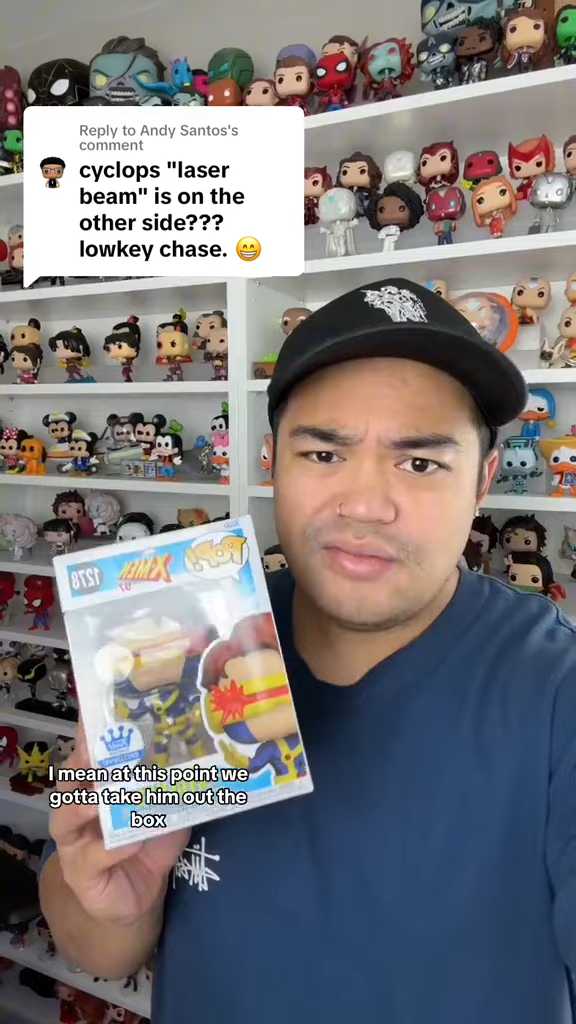 Reply to Andy Santos's
comment
cyclops "laser
beam" is on the
other side???
lowkey chase. 😁
POP!
X-MEN
97
1278
I mean at this point we
gotta take him out the
box